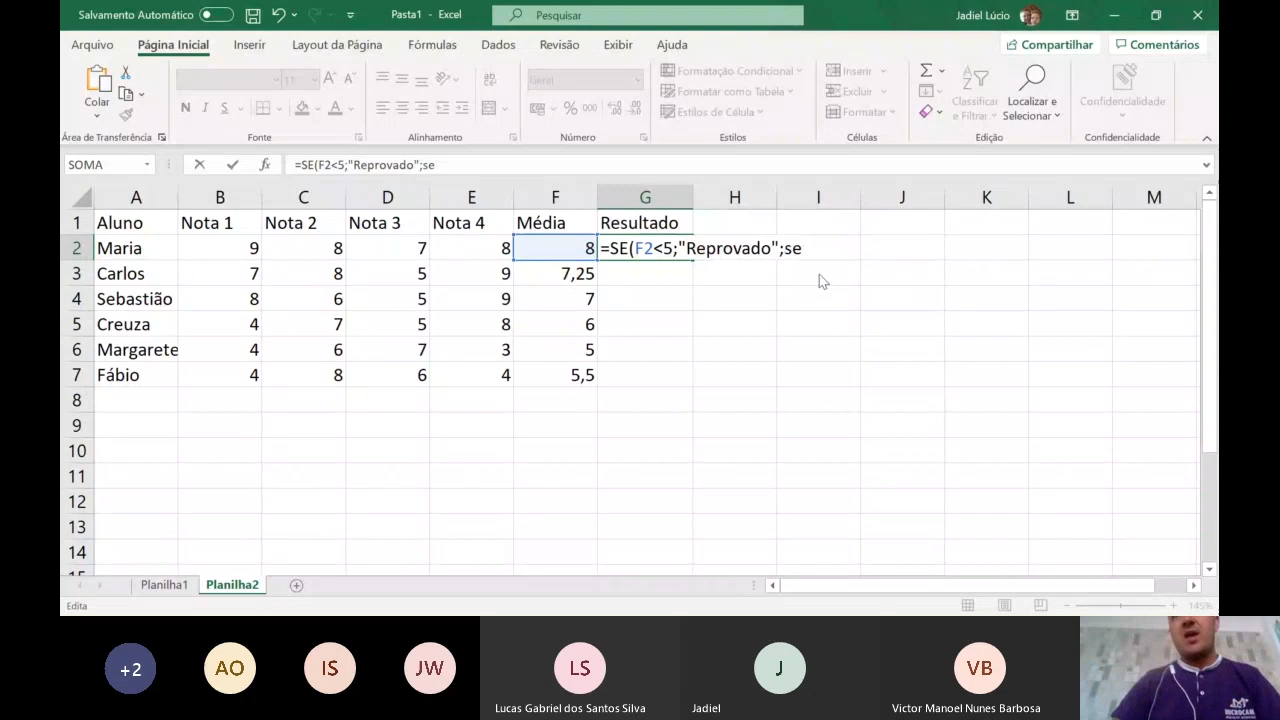 Salvamento Automático
Pasta1 - Excel
Pesquisar
Jadiel Lúcio
Arquivo
Página Inicial
Inserir
Layout da Página
Fórmulas
Dados
Revisão
Exibir
Ajuda
Compartilhar
Comentários
Colar
11
Geral
000
Formatação Condicional
Formatar como Tabela
Estilos de Célula
Inserir
Excluir
Formatar
Classificar e Filtrar
Localizar e Selecionar
Confidencialidade
Área de Transferência
Fonte
Alinhamento
Número
Estilos
Células
Edição
Confidencialidade
SOMA
=SE(F2<5;"Reprovado";se
A B C D E F G H I J K L M
1 Aluno Nota 1 Nota 2 Nota 3 Nota 4 Média Resultado
2 Maria 9 8 7 8 8 =SE(F2<5;"Reprovado";se
3 Carlos 7 8 5 9 7,25
4 Sebastião 8 6 5 9 7
5 Creuza 4 7 5 8 6
6 Margarete 4 6 7 3 5
7 Fábio 4 8 6 4 5,5
8
9
10
11
12
13
14
Planilha1 Planilha2
Edita
145%
+2
AO
IS
JW
LS
J
VB
Lucas Gabriel dos Santos Silva
Jadiel
Victor Manoel Nunes Barbosa